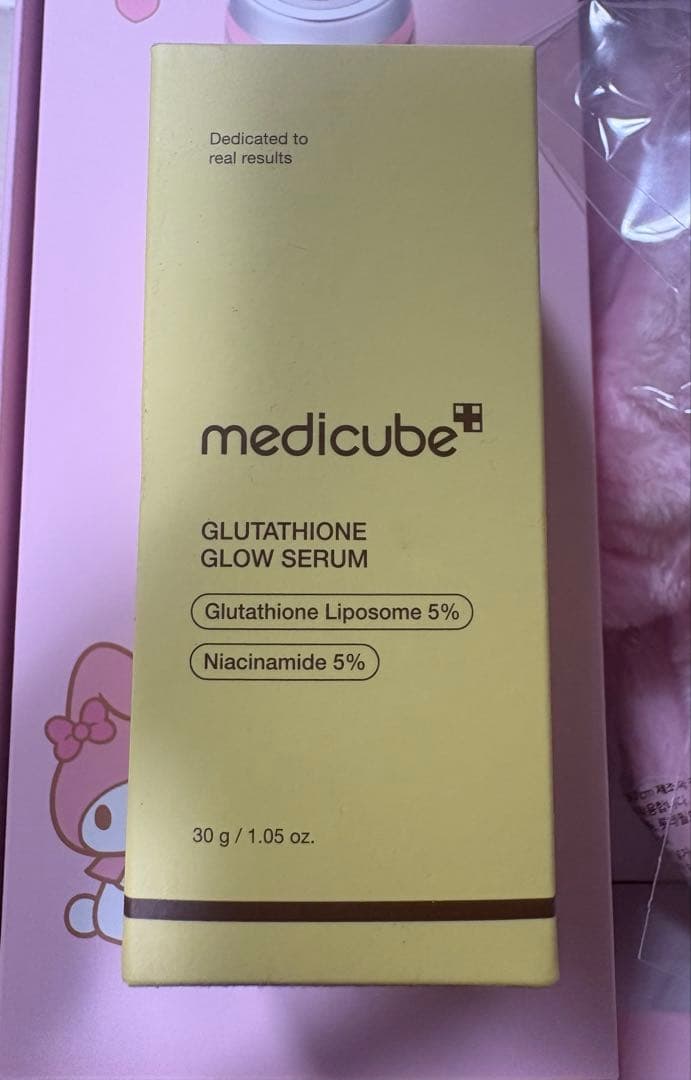 Dedicated to
real results
medicube
GLUTATHIONE
GLOW SERUM
Glutathione Liposome 5%
Niacinamide 5%
30 g / 1.05 oz.